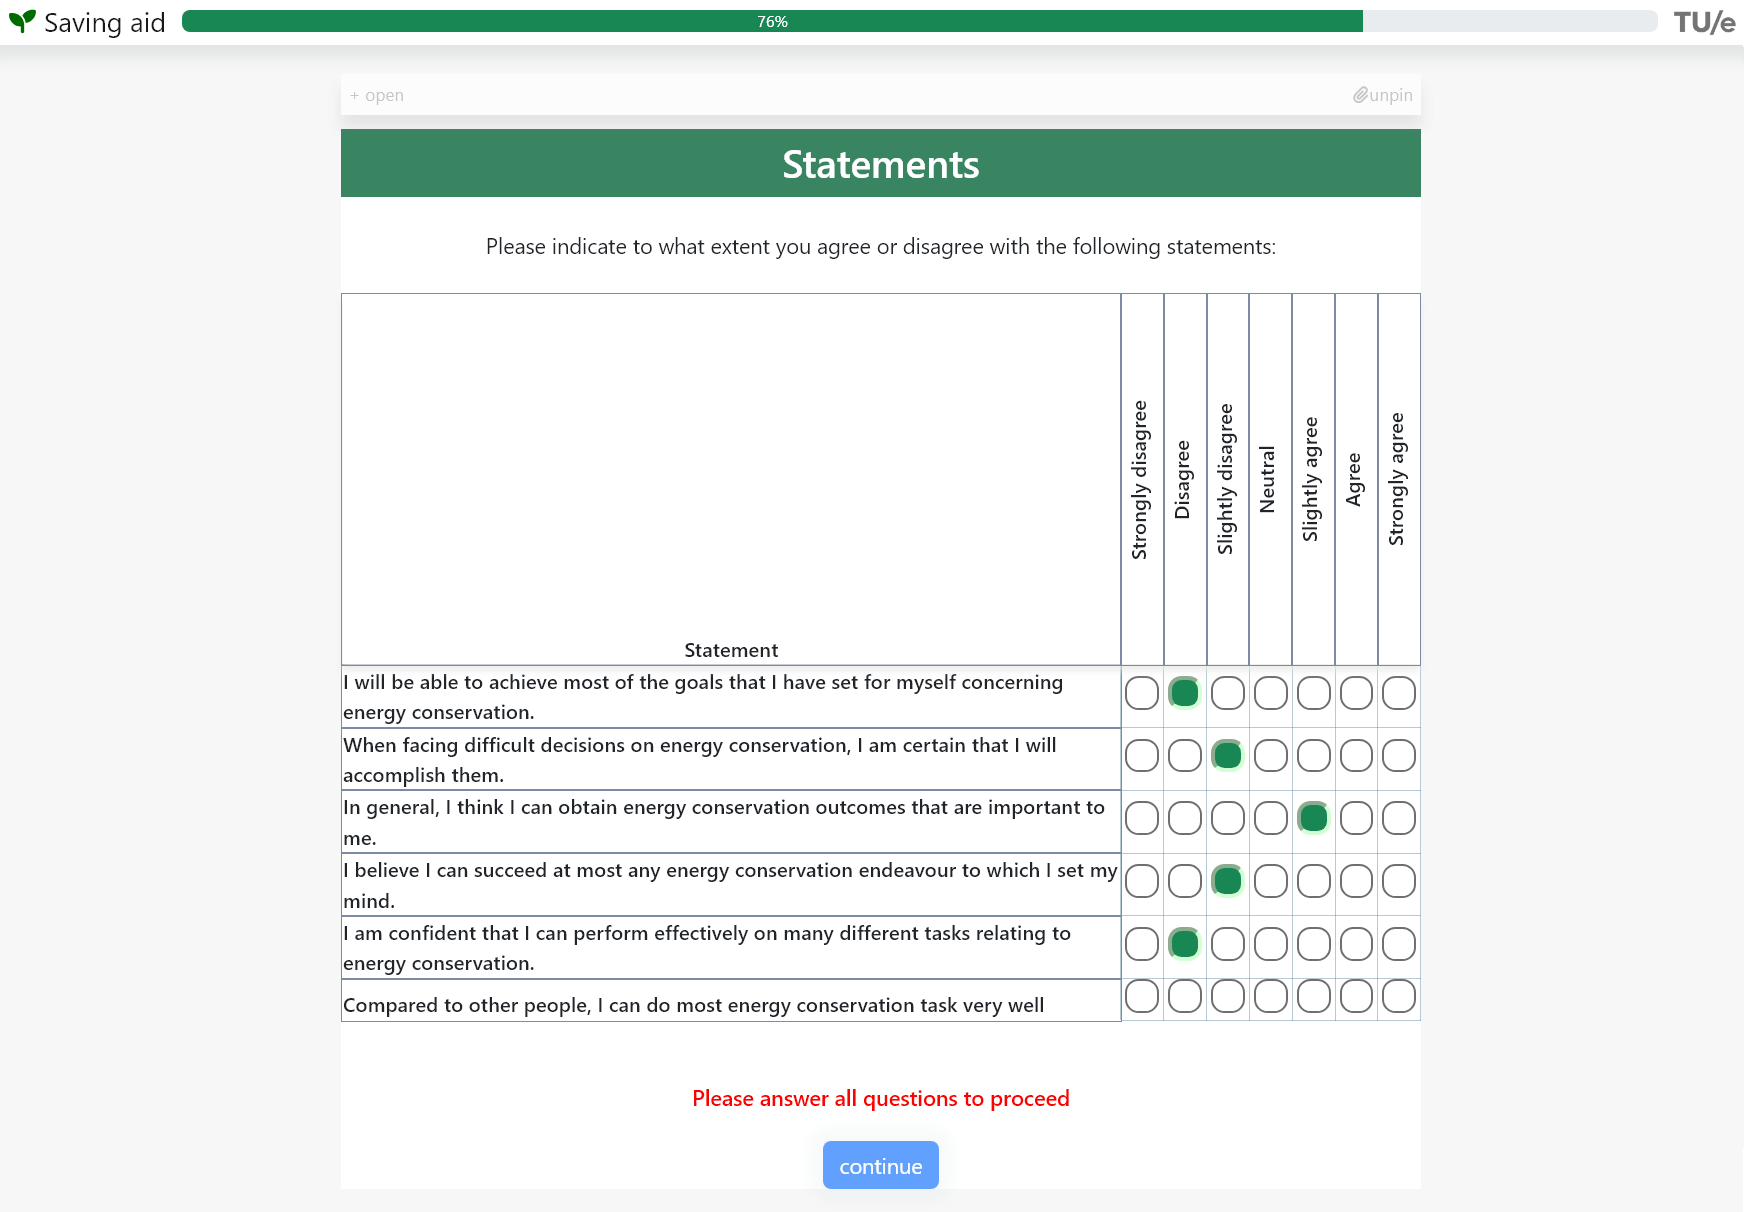 Saving aid
76%
TU/e
+ open
unpin
Statements
Please indicate to what extent you agree or disagree with the following statements:
Statement
Strongly disagree
Disagree
Slightly disagree
Neutral
Slightly agree
Agree
Strongly agree
I will be able to achieve most of the goals that I have set for myself concerning
energy conservation.
When facing difficult decisions on energy conservation, I am certain that I will
accomplish them.
In general, I think I can obtain energy conservation outcomes that are important to
me.
I believe I can succeed at most any energy conservation endeavour to which I set my
mind.
I am confident that I can perform effectively on many different tasks relating to
energy conservation.
Compared to other people, I can do most energy conservation task very well
Please answer all questions to proceed
continue